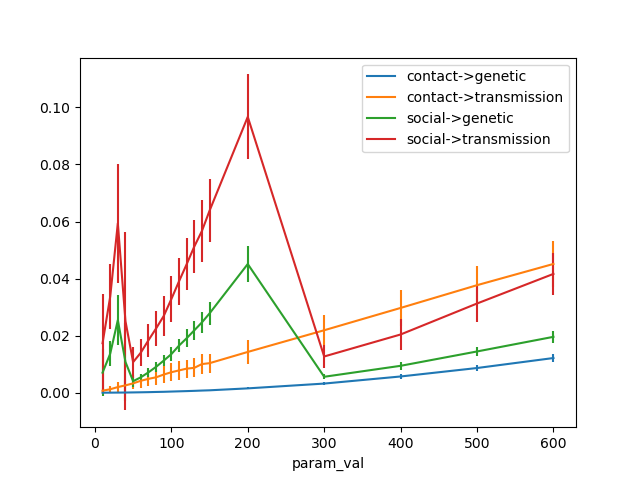 contact->genetic
contact->transmission
social->genetic
social->transmission
0.10
0.08
0.06
0.04
0.02
0.00
0 100 200 300 400 500 600
param_val